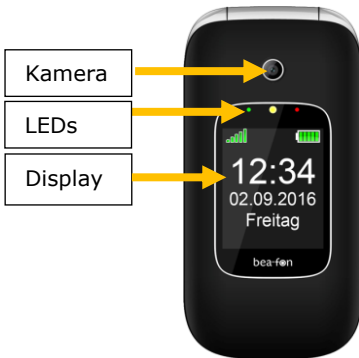 Kamera
LEDs
Display
12:34
02.09.2016
Freitag
bea-fon